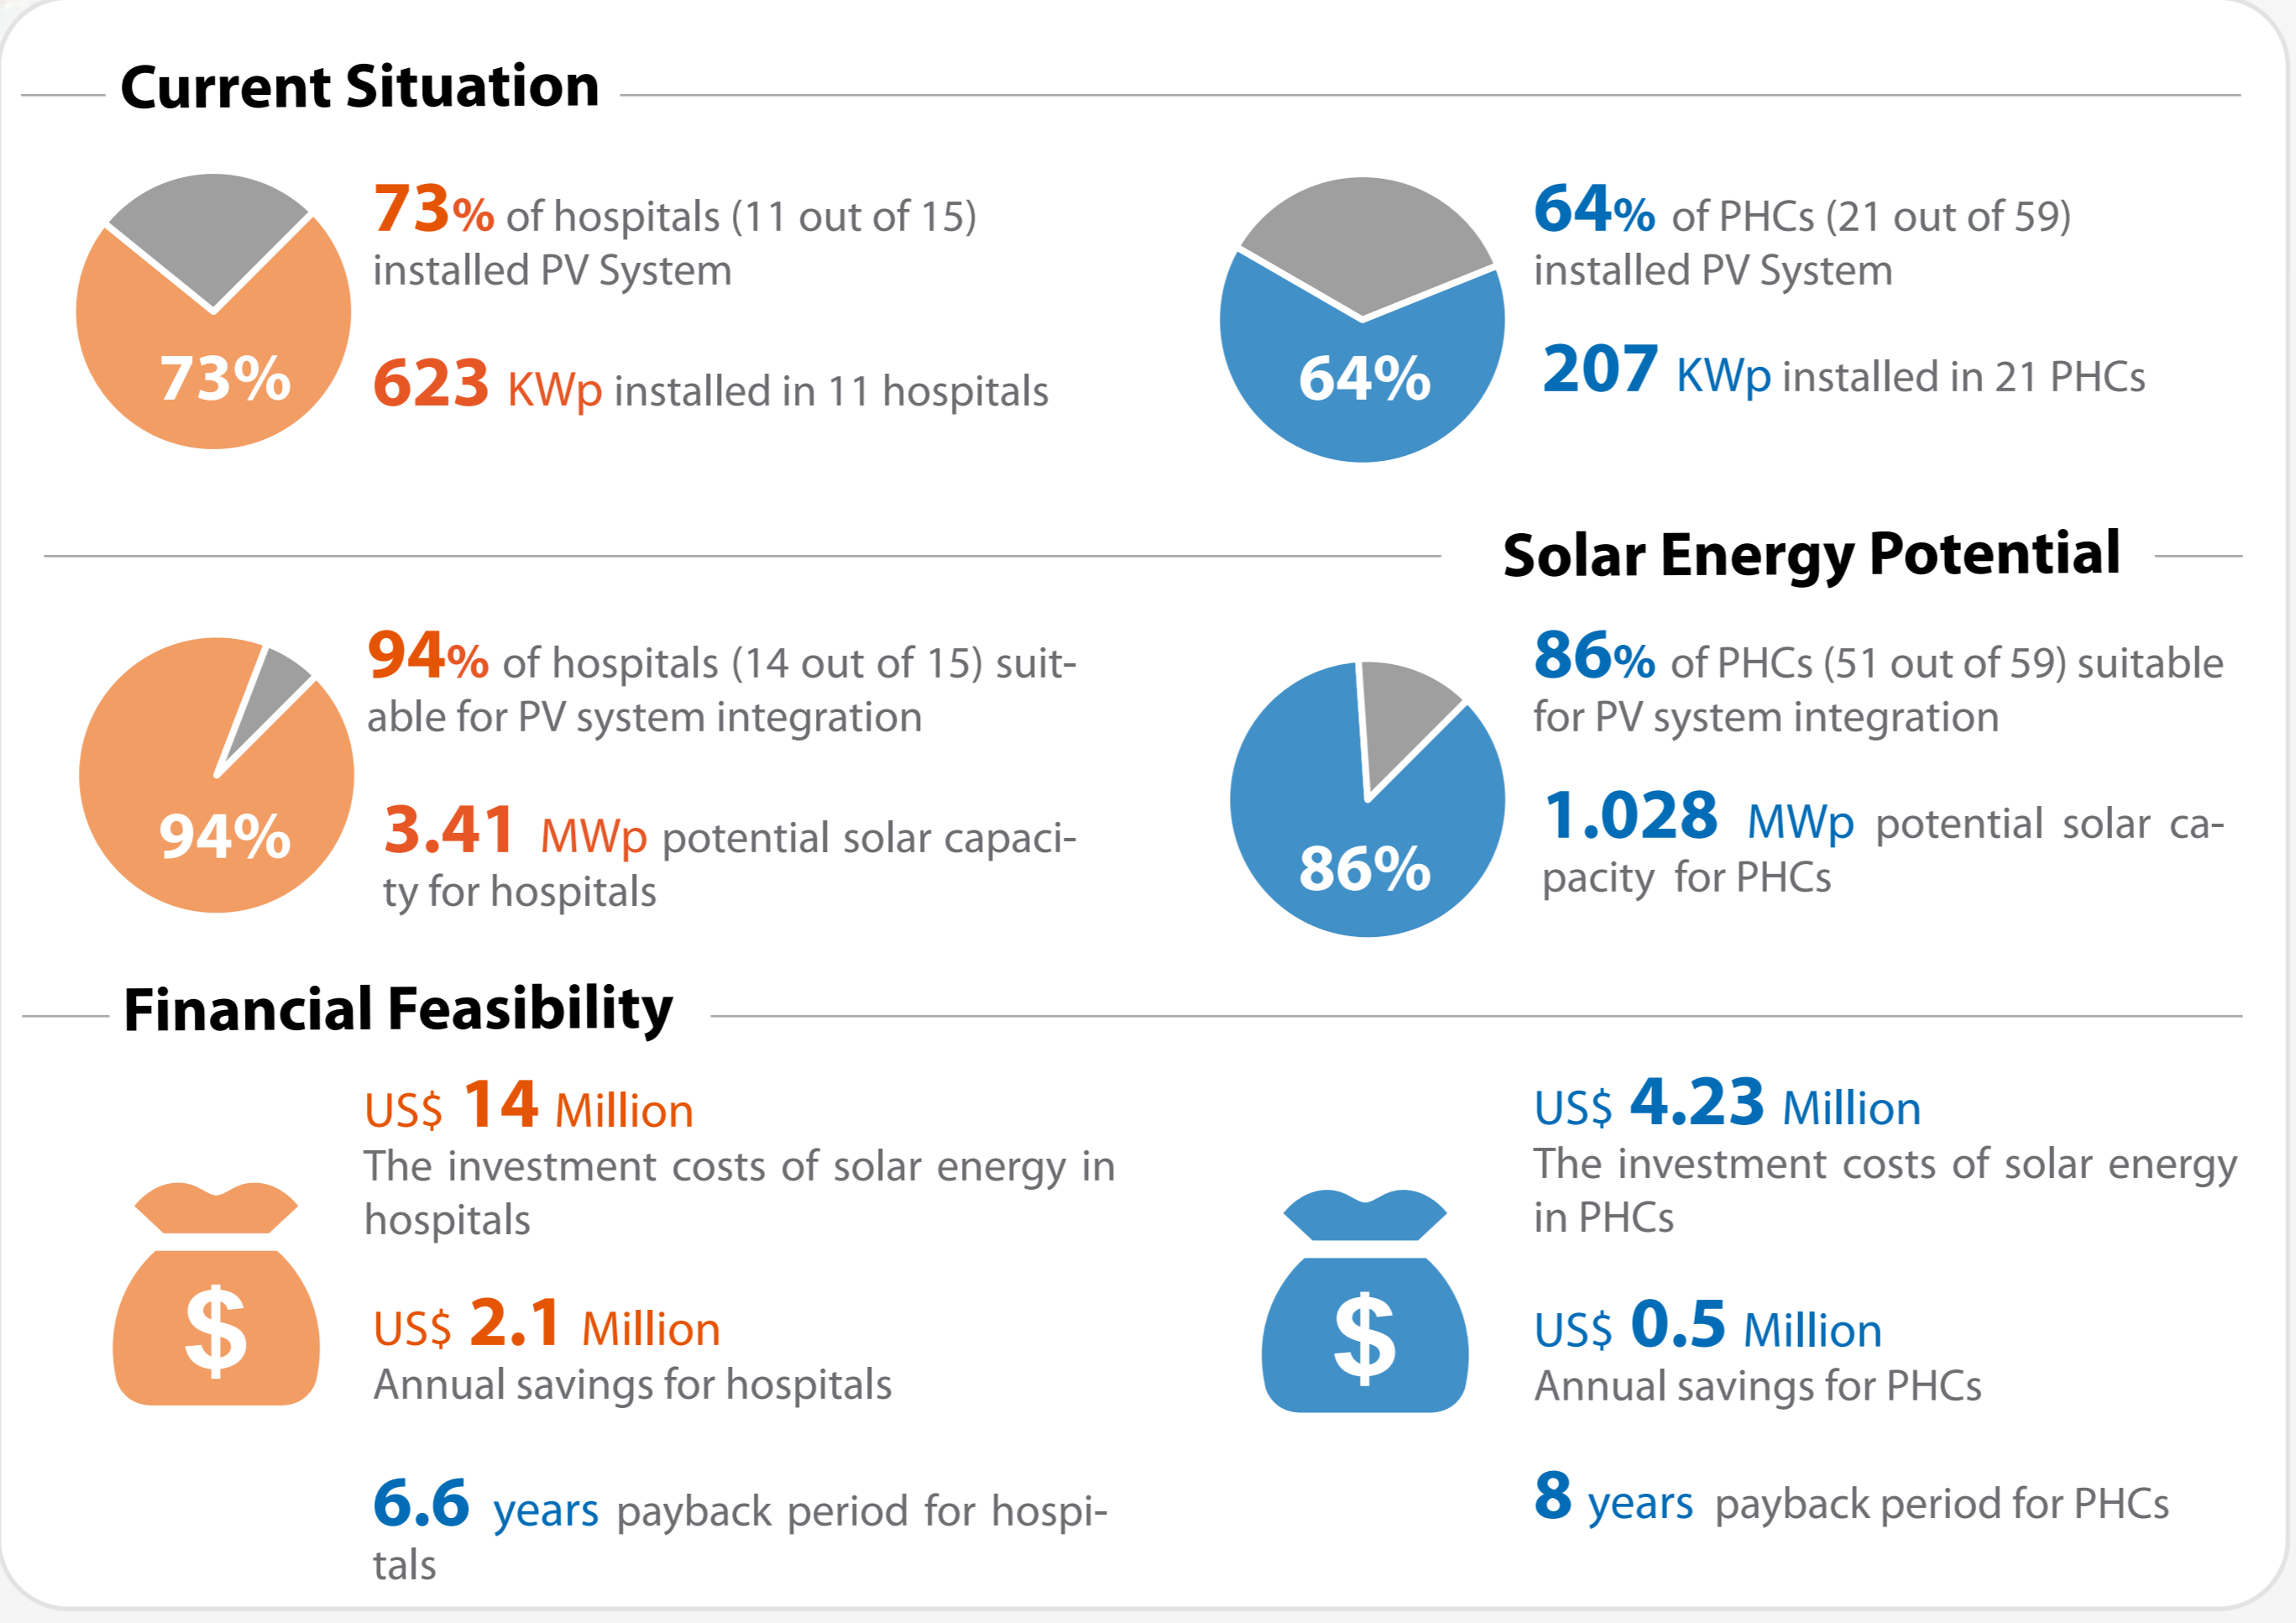 Current Situation
73%
73% of hospitals (11 out of 15)
installed PV System
623 KWp installed in 11 hospitals
64%
64% of PHCs (21 out of 59)
installed PV System
207 KWp installed in 21 PHCs
Solar Energy Potential
94%
94% of hospitals (14 out of 15) suit-
able for PV system integration
3.41 MWp potential solar capaci-
ty for hospitals
86%
86% of PHCs (51 out of 59) suitable
for PV system integration
1.028 MWp potential solar ca-
pacity for PHCs
Financial Feasibility
$
US$ 14 Million
The investment costs of solar energy in
hospitals
US$ 2.1 Million
Annual savings for hospitals
6.6 years payback period for hospi-
tals
$
US$ 4.23 Million
The investment costs of solar energy
in PHCs
US$ 0.5 Million
Annual savings for PHCs
8 years payback period for PHCs